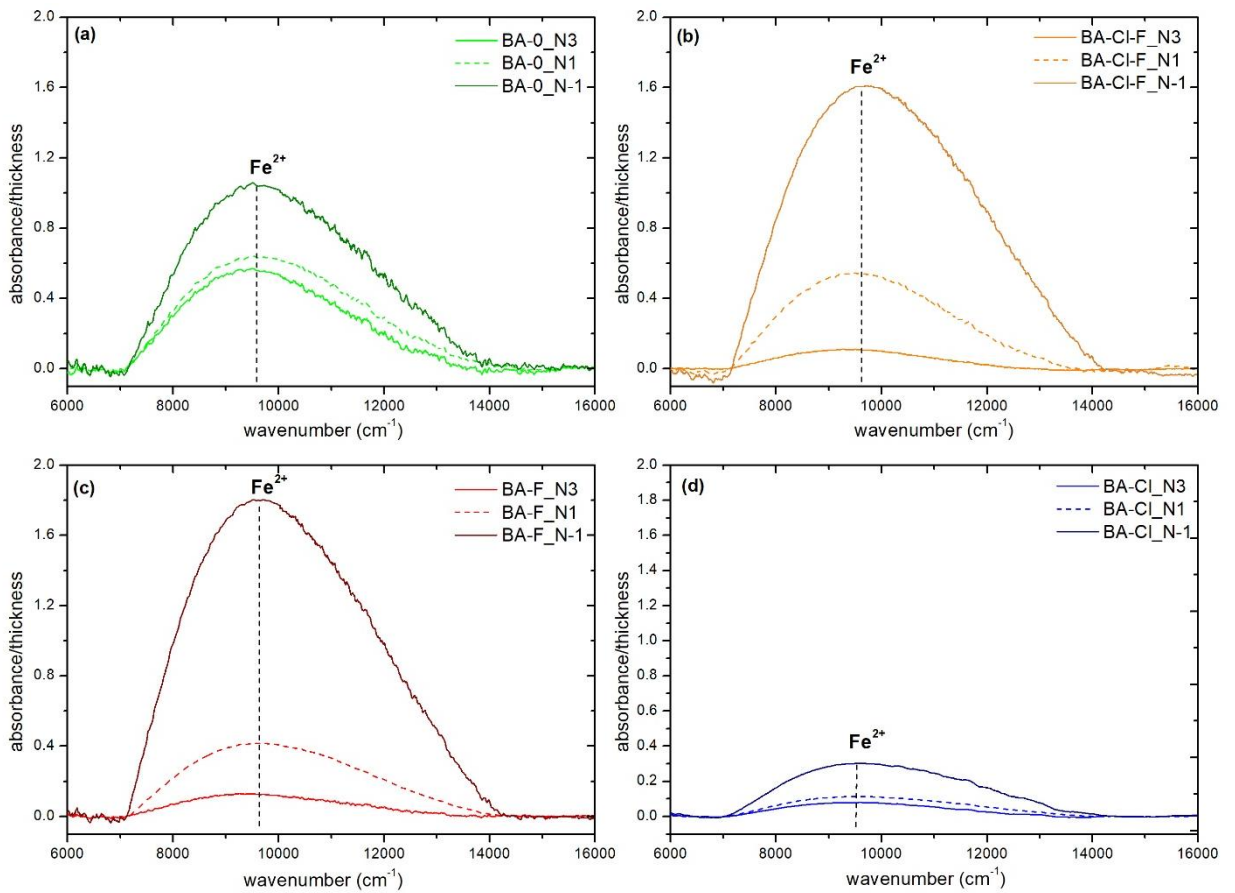 (a)
BA-0_N3
BA-0_N1
BA-0_N-1
Fe²⁺
2.0
1.6
1.2
0.8
0.4
0.0
absorbance/thickness
6000 8000 10000 12000 14000 16000
wavenumber (cm⁻¹)
(b)
BA-Cl-F_N3
BA-Cl-F_N1
BA-Cl-F_N-1
Fe²⁺
2.0
1.6
1.2
0.8
0.4
0.0
absorbance/thickness
6000 8000 10000 12000 14000 16000
wavenumber (cm⁻¹)
(c)
BA-F_N3
BA-F_N1
BA-F_N-1
Fe²⁺
2.0
1.6
1.2
0.8
0.4
0.0
absorbance/thickness
6000 8000 10000 12000 14000 16000
wavenumber (cm⁻¹)
(d)
BA-Cl_N3
BA-Cl_N1
BA-Cl_N-1
Fe²⁺
2.0
1.8
1.6
1.4
1.2
1.0
0.8
0.6
0.4
0.3
0.2
0.1
0.0
absorbance/thickness
6000 8000 10000 12000 14000 16000
wavenumber (cm⁻¹)